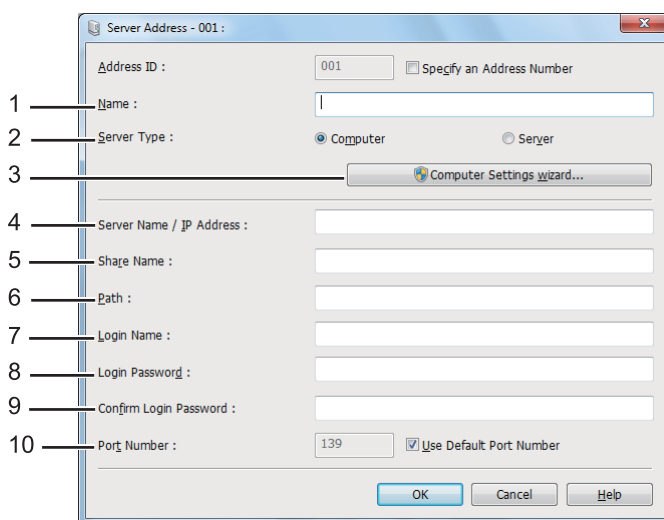 Server Address - 001 :
Address ID : 001 Specify an Address Number
1 Name :
2 Server Type : Computer Server
3 Computer Settings wizard...
4 Server Name / IP Address :
5 Share Name :
6 Path :
7 Login Name :
8 Login Password :
9 Confirm Login Password :
10 Port Number : 139 Use Default Port Number
OK Cancel Help